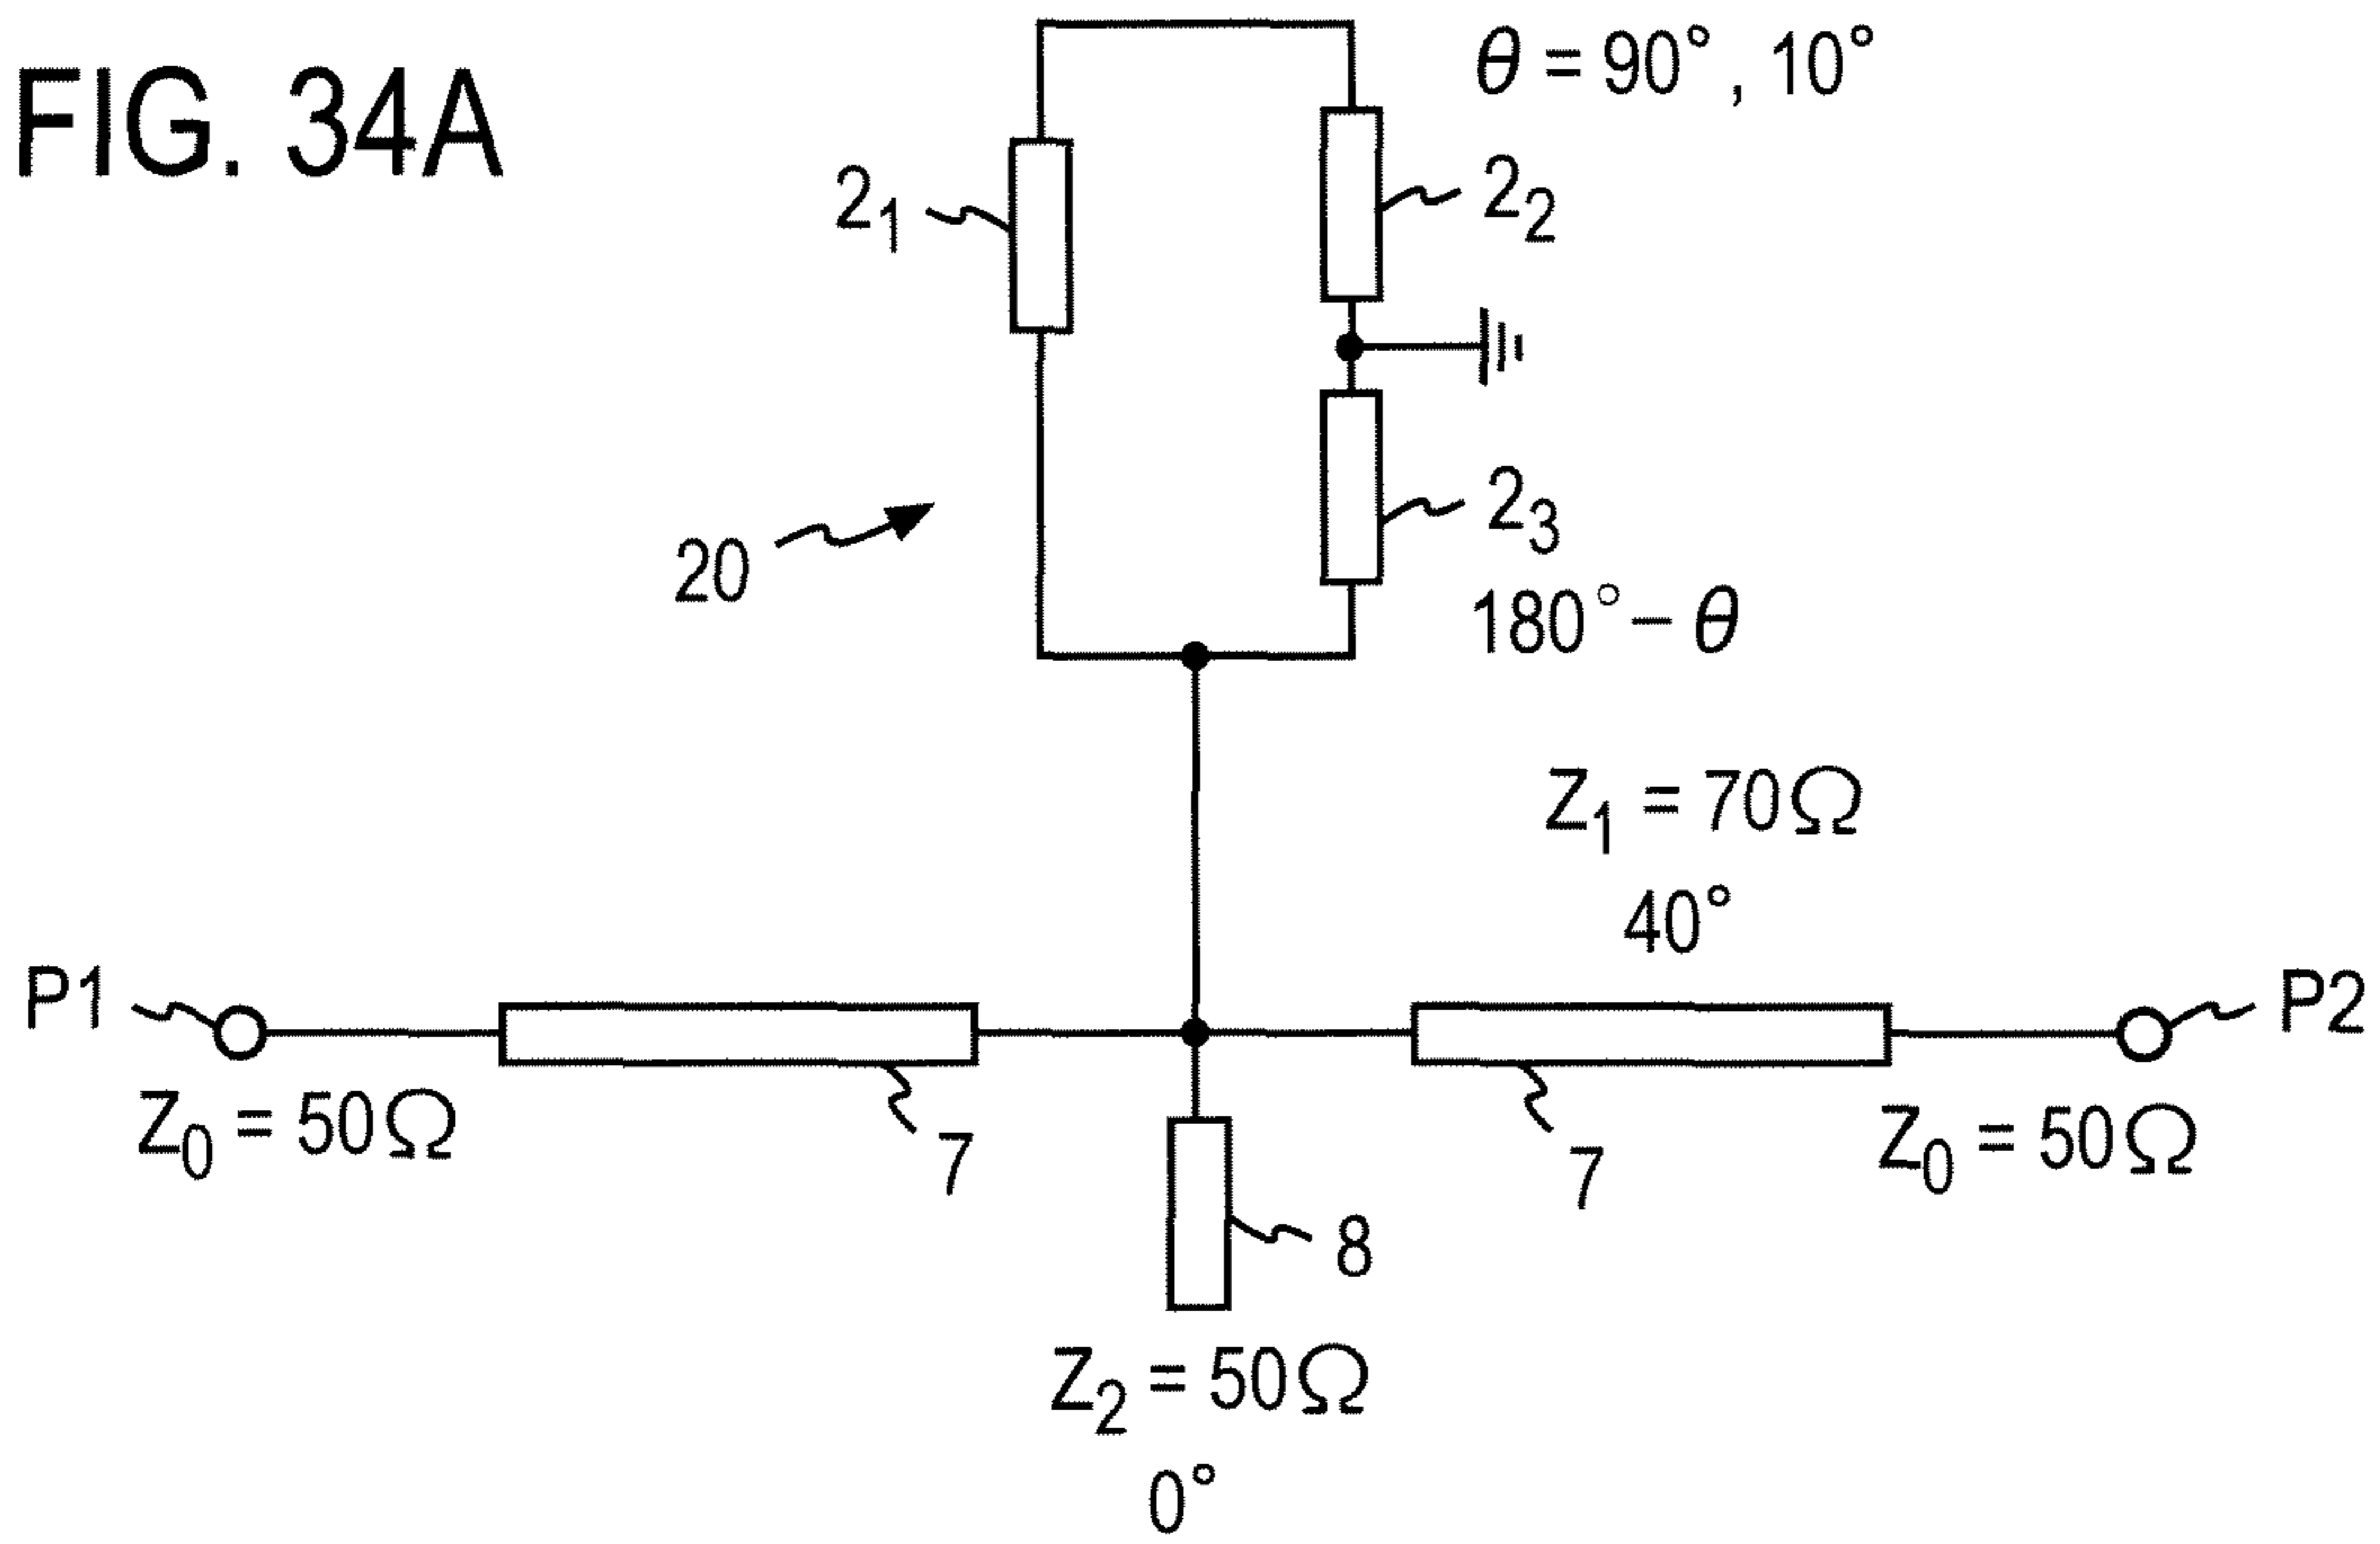 FIG. 34A
θ = 90°, 10°
2₁
2₂
2₃
20
180° − θ
Z₁ = 70Ω
40°
P1
P2
Z₀ = 50Ω
7
7
Z₀ = 50Ω
8
Z₂ = 50Ω
0°